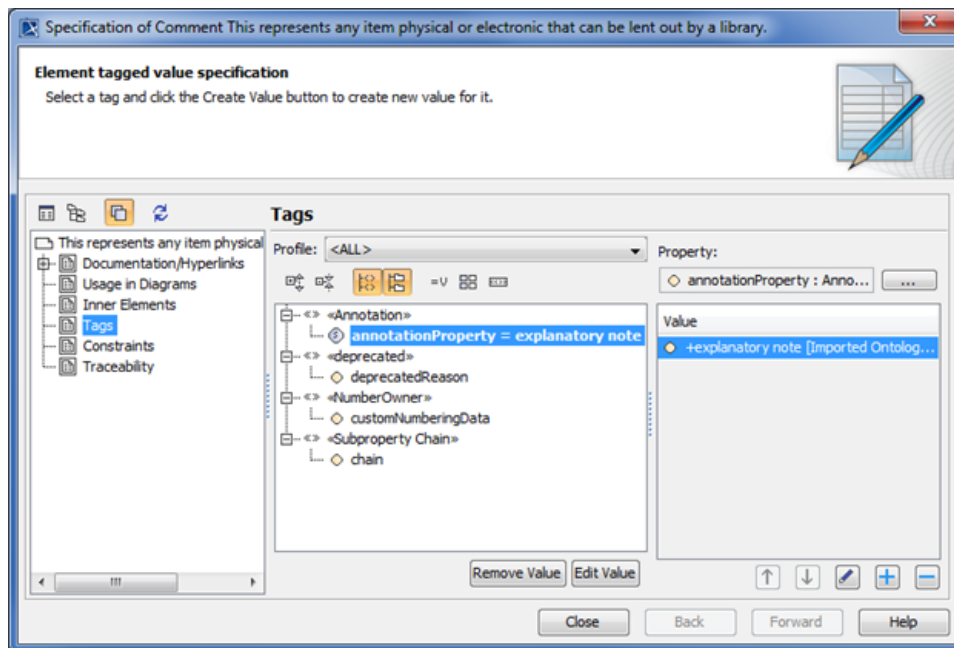 Specification of Comment This represents any item physical or electronic that can be lent out by a library.
Element tagged value specification
Select a tag and click the Create Value button to create new value for it.
This represents any item physical
Documentation/Hyperlinks
Usage in Diagrams
Inner Elements
Tags
Constraints
Traceability
Tags
Profile: <ALL>
«Annotation»
annotationProperty = explanatory note
«deprecated»
deprecatedReason
«NumberOwner»
customNumberingData
«Subproperty Chain»
chain
Remove Value Edit Value
Property:
annotationProperty : Anno... ...
Value
+explanatory note [Imported Ontolog...
Close Back Forward Help